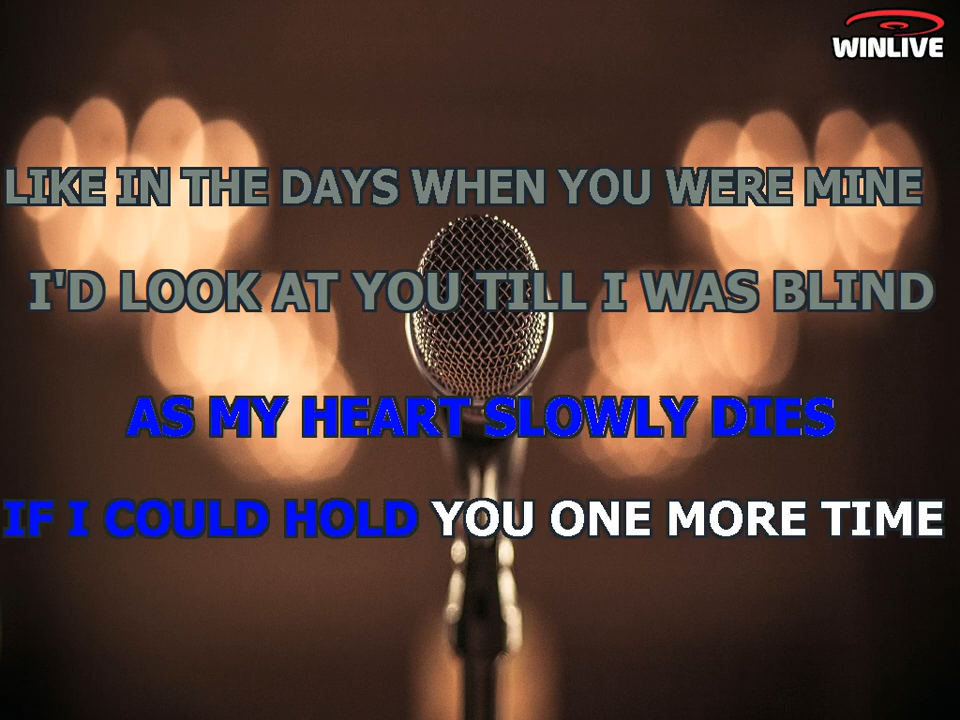 WINLIVE
LIKE IN THE DAYS WHEN YOU WERE MINE
I'D LOOK AT YOU TILL I WAS BLIND
AS MY HEART SLOWLY DIES
IF I COULD HOLD YOU ONE MORE TIME